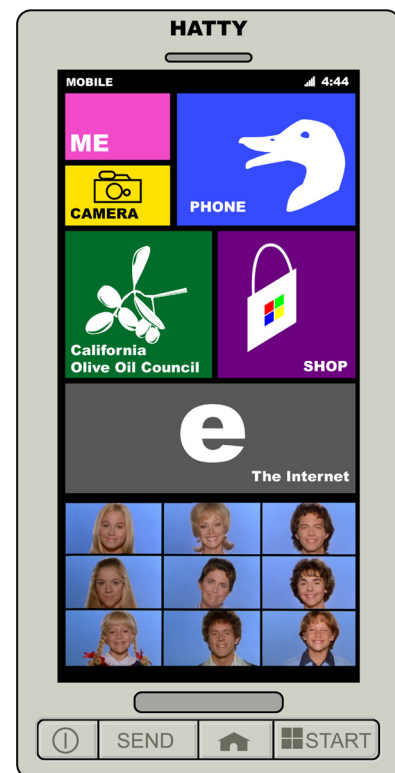 HATTY
MOBILE 4:44
ME
PHONE
CAMERA
California
Olive Oil Council
SHOP
e
The Internet
SEND START